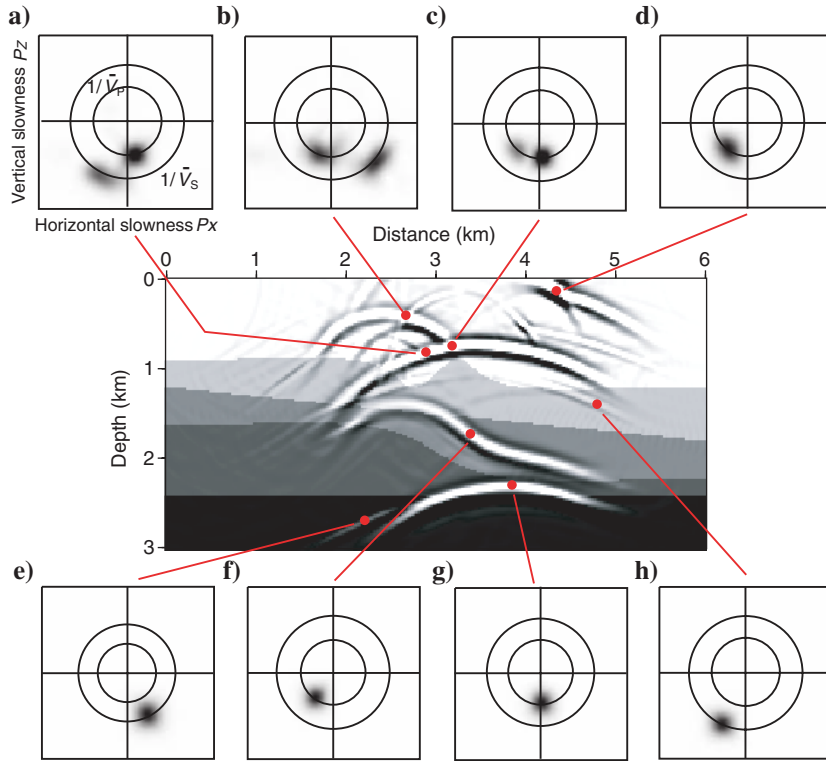 a) b) c) d)
Vertical slowness Pz
1/V̄P
1/V̄S
Horizontal slowness Px
Distance (km)
0 1 2 3 4 5 6
Depth (km)
0
1
2
3
e) f) g) h)